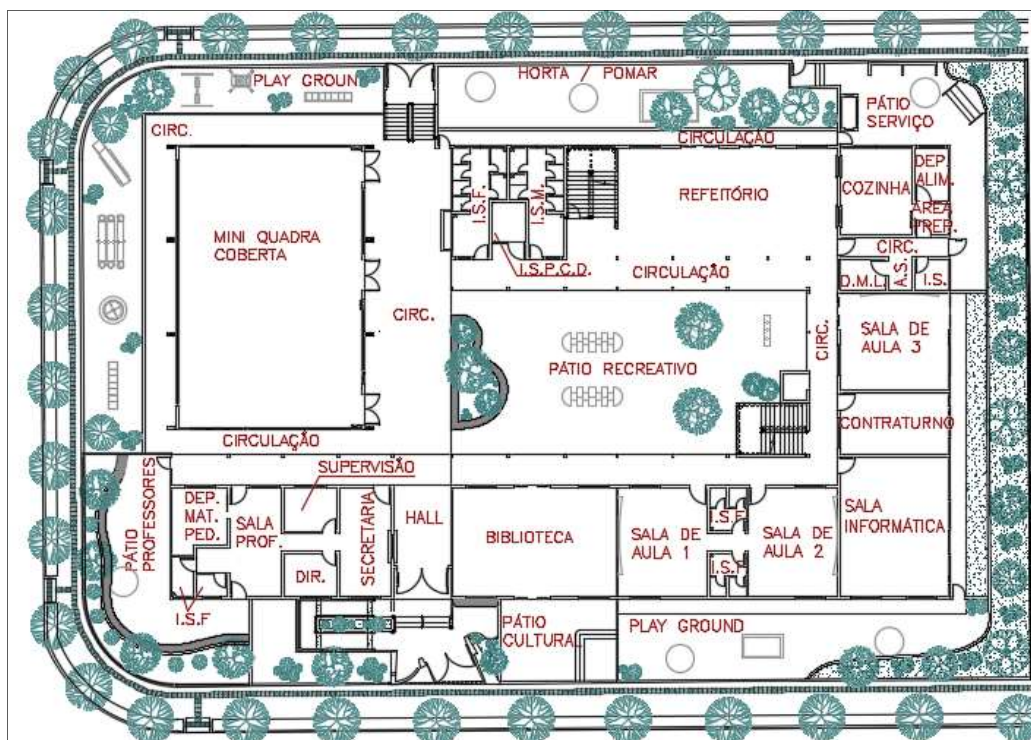 PLAY GROUN
HORTA / POMAR
PÁTIO
SERVIÇO
CIRC.
CIRCULAÇÃO
I.S.F.
I.S.M.
REFEITÓRIO
COZINHA
DEP.
ALIM.
ÁREA
PREP.
MINI QUADRA
COBERTA
I.S.P.C.D.
CIRCULAÇÃO
CIRC.
D.M.L.
A.S.
I.S.
CIRC.
PÁTIO RECREATIVO
CIRC.
SALA DE
AULA 3
CONTRATURNO
CIRCULAÇÃO
SUPERVISÃO
PÁTIO
PROFESSORES
DEP.
MAT.
PED.
SALA
PROF.
DIR.
SECRETARIA
HALL
BIBLIOTECA
SALA DE
AULA 1
I.S.F
I.S.F
SALA DE
AULA 2
SALA
INFORMÁTICA
I.S.F
PÁTIO
CULTURAL
PLAY GROUND